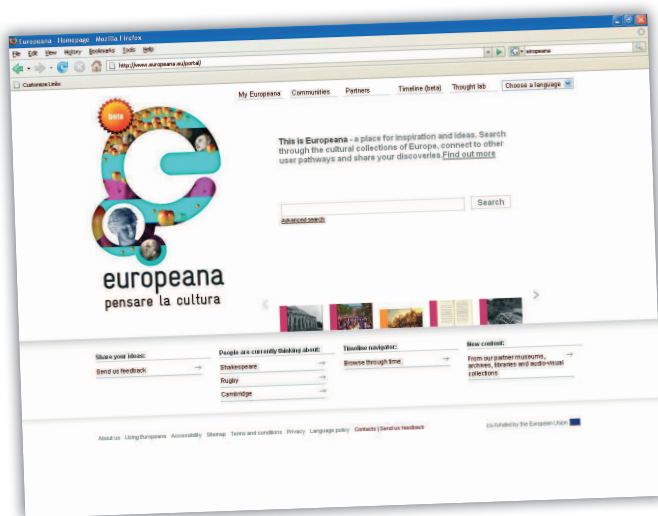 Europeana - Homepage - Mozilla Firefox
File Edit View History Bookmarks Tools Help
http://www.europeana.eu/portal/
europeana
Customize Links
My Europeana Communities Partners Timeline (beta) Thought lab Choose a language
beta
This is Europeana - a place for inspiration and ideas. Search
through the cultural collections of Europe, connect to other
user pathways and share your discoveries. Find out more
Search
Advanced search
europeana
pensare la cultura
Share your ideas:
Send us feedback
People are currently thinking about:
Shakespeare
Rugby
Cambridge
Timeline navigator:
Browse through time
New content:
From our partner museums,
archives, libraries and audio-visual
collections
About us Using Europeana Accessibility Sitemap Terms and conditions Privacy Language policy Contacts | Send us feedback
co-funded by the European Union